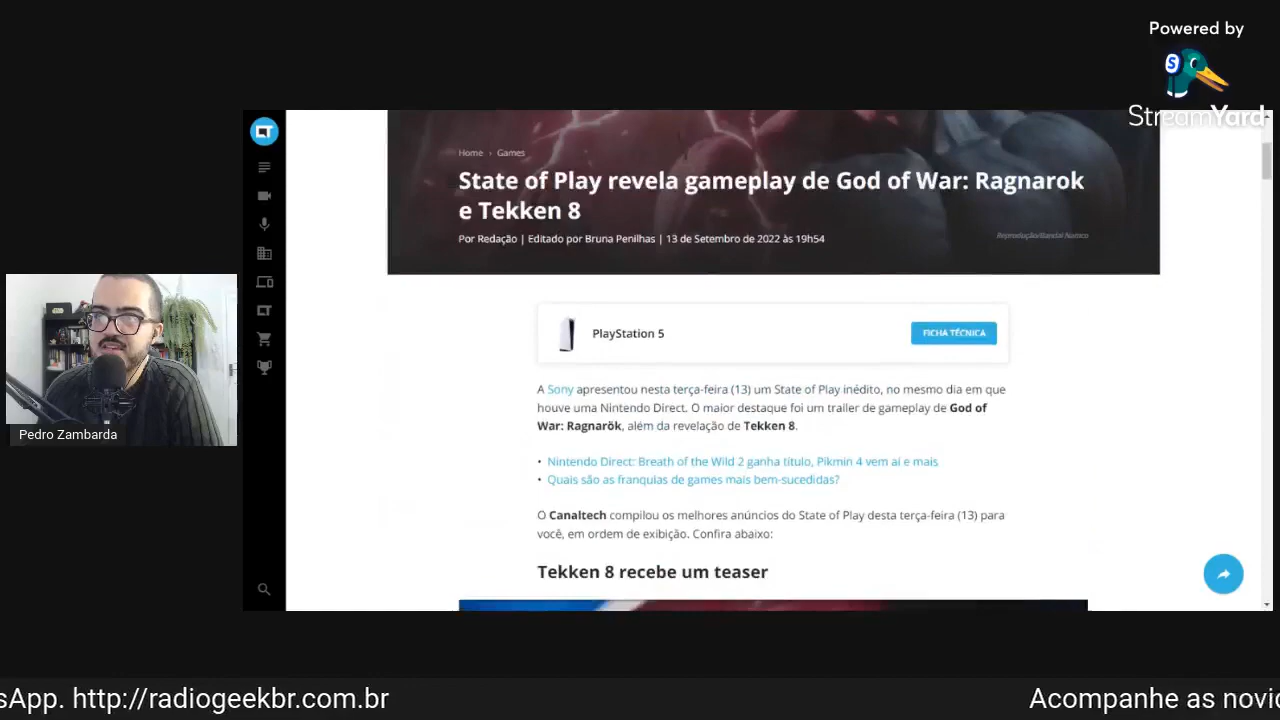 Powered by
S
StreamYard
CT
Home › Games
State of Play revela gameplay de God of War: Ragnarok
e Tekken 8
Por Redação | Editado por Bruna Penilhas | 13 de Setembro de 2022 às 19h54
Reprodução/Bandai Namco
PlayStation 5
FICHA TÉCNICA
A Sony apresentou nesta terça-feira (13) um State of Play inédito, no mesmo dia em que
houve uma Nintendo Direct. O maior destaque foi um trailer de gameplay de God of
War: Ragnarök, além da revelação de Tekken 8.
• Nintendo Direct: Breath of the Wild 2 ganha título, Pikmin 4 vem aí e mais
• Quais são as franquias de games mais bem-sucedidas?
O Canaltech compilou os melhores anúncios do State of Play desta terça-feira (13) para
você, em ordem de exibição. Confira abaixo:
Tekken 8 recebe um teaser
Pedro Zambarda
sApp. http://radiogeekbr.com.br
Acompanhe as novid